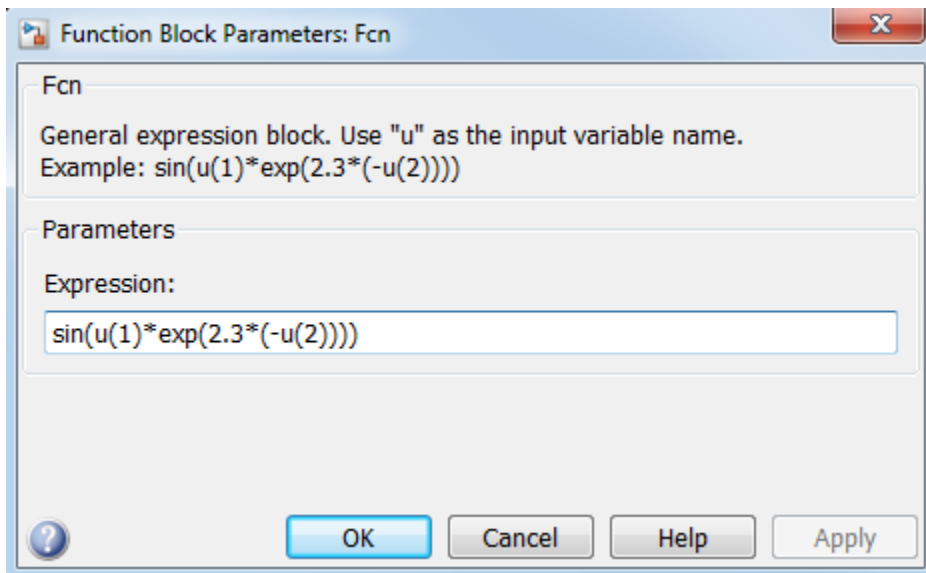 Function Block Parameters: Fcn
Fcn
General expression block. Use "u" as the input variable name.
Example: sin(u(1)*exp(2.3*(-u(2))))
Parameters
Expression:
sin(u(1)*exp(2.3*(-u(2))))
OK Cancel Help Apply